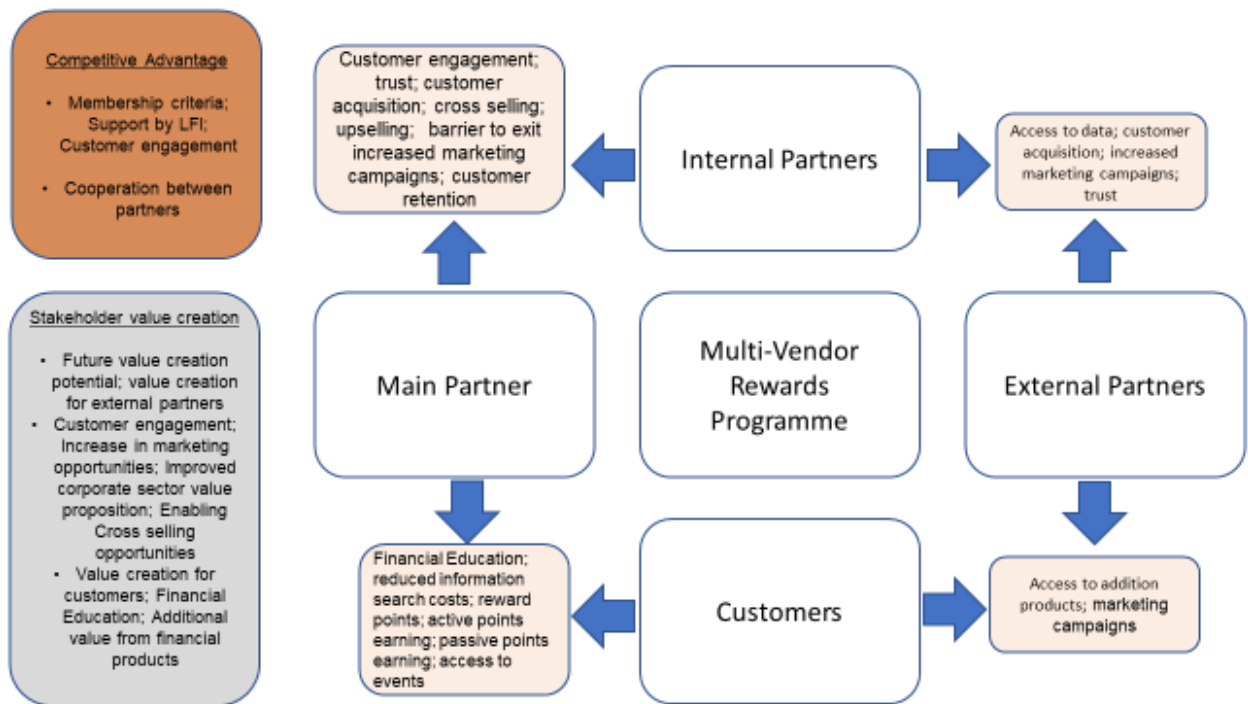 Competitive Advantage
• Membership criteria;
Support by LFI;
Customer engagement
• Cooperation between
partners
Stakeholder value creation
• Future value creation
potential; value creation
for external partners
• Customer engagement;
Increase in marketing
opportunities; Improved
corporate sector value
proposition; Enabling
Cross selling
opportunities
• Value creation for
customers; Financial
Education; Additional
value from financial
products
Customer engagement;
trust; customer
acquisition; cross selling;
upselling; barrier to exit
increased marketing
campaigns; customer
retention
Internal Partners
Access to data; customer
acquisition; increased
marketing campaigns;
trust
Main Partner
Multi-Vendor
Rewards
Programme
External Partners
Financial Education;
reduced information
search costs; reward
points; active points
earning; passive points
earning; access to
events
Customers
Access to addition
products; marketing
campaigns